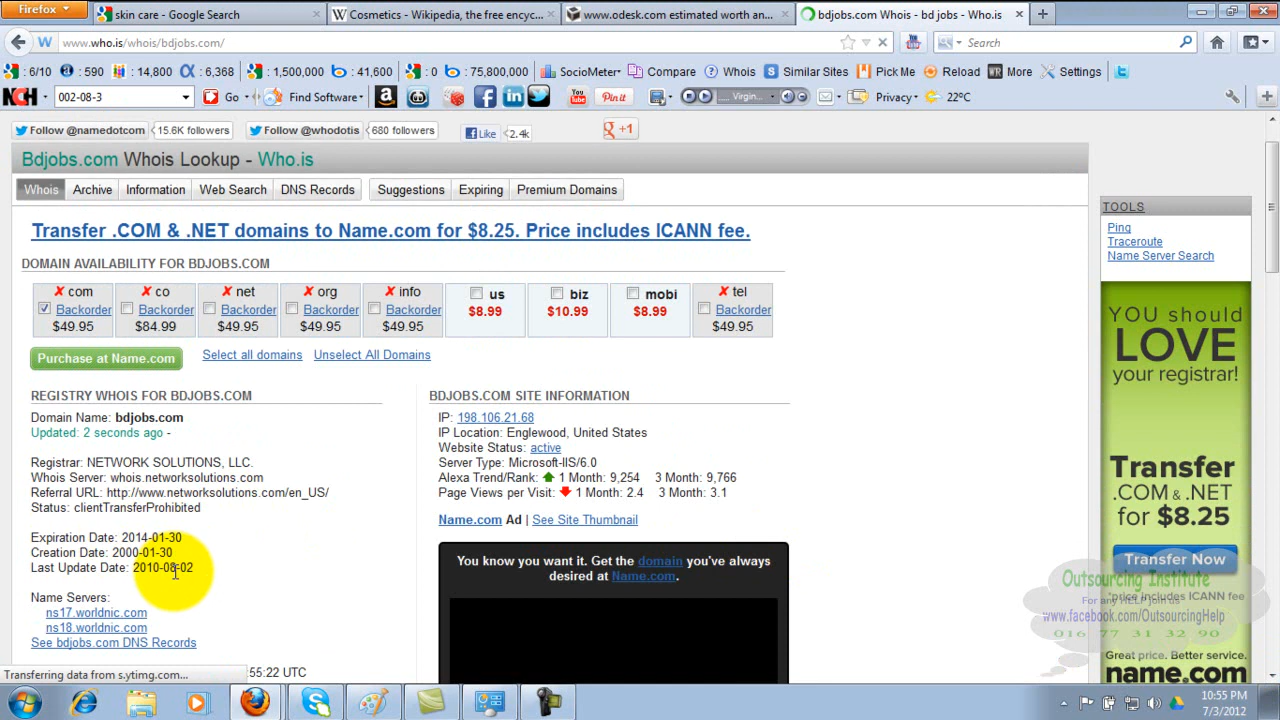 Firefox
skin care - Google Search
Cosmetics - Wikipedia, the free encyc...
www.odesk.com estimated worth an...
bdjobs.com Whois - bd jobs - Who.is
www.who.is/whois/bdjobs.com/
Search
: 6/10 : 590 : 14,800 : 6,368 : 1,500,000 : 41,600 : 0 : 75,800,000 SocioMeter Compare Whois Similar Sites Pick Me Reload More Settings
NCH 002-08-3 Go Find Software Pin it Virgin... Privacy 22°C
Follow @namedotcom 15.6K followers Follow @whodotis 680 followers Like 2.4k +1
Bdjobs.com Whois Lookup - Who.is
Whois Archive Information Web Search DNS Records Suggestions Expiring Premium Domains
Transfer .COM & .NET domains to Name.com for $8.25. Price includes ICANN fee.
DOMAIN AVAILABILITY FOR BDJOBS.COM
com co net org info us biz mobi tel
Backorder Backorder Backorder Backorder Backorder $8.99 $10.99 $8.99 Backorder
$49.95 $84.99 $49.95 $49.95 $49.95 $49.95
Purchase at Name.com Select all domains Unselect All Domains
REGISTRY WHOIS FOR BDJOBS.COM
Domain Name: bdjobs.com
Updated: 2 seconds ago -
Registrar: NETWORK SOLUTIONS, LLC.
Whois Server: whois.networksolutions.com
Referral URL: http://www.networksolutions.com/en_US/
Status: clientTransferProhibited
Expiration Date: 2014-01-30
Creation Date: 2000-01-30
Last Update Date: 2010-08-02
Name Servers:
ns17.worldnic.com
ns18.worldnic.com
See bdjobs.com DNS Records
:55:22 UTC
BDJOBS.COM SITE INFORMATION
IP: 198.106.21.68
IP Location: Englewood, United States
Website Status: active
Server Type: Microsoft-IIS/6.0
Alexa Trend/Rank: 1 Month: 9,254 3 Month: 9,766
Page Views per Visit: 1 Month: 2.4 3 Month: 3.1
Name.com Ad | See Site Thumbnail
You know you want it. Get the domain you've always
desired at Name.com.
TOOLS
Ping
Traceroute
Name Server Search
YOU should
LOVE
your registrar!
Transfer
.COM & .NET
for $8.25
Transfer Now
*price includes ICANN fee
Great price. Better service.
name.com
Outsourcing Institute
For any HELP join us
www.facebook.com/OutsourcingHelp
016 77 31 32 90
Transferring data from s.ytimg.com...
10:55 PM
7/3/2012